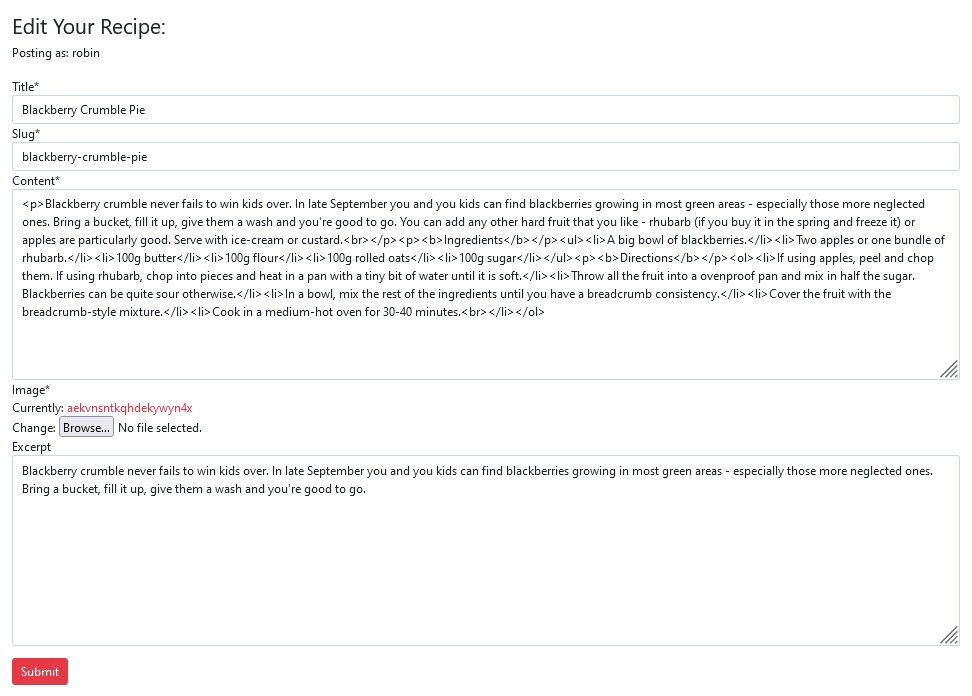 Edit Your Recipe:
Posting as: robin
Title*
Blackberry Crumble Pie
Slug*
blackberry-crumble-pie
Content*
<p>Blackberry crumble never fails to win kids over. In late September you and you kids can find blackberries growing in most green areas - especially those more neglected
ones. Bring a bucket, fill it up, give them a wash and you're good to go. You can add any other hard fruit that you like - rhubarb (if you buy it in the spring and freeze it) or
apples are particularly good. Serve with ice-cream or custard.<br></p><p><b>Ingredients</b></p><ul><li>A big bowl of blackberries.</li><li>Two apples or one bundle of
rhubarb.</li><li>100g butter</li><li>100g flour</li><li>100g rolled oats</li><li>100g sugar</li></ul><p><b>Directions</b></p><ol><li>If using apples, peel and chop
them. If using rhubarb, chop into pieces and heat in a pan with a tiny bit of water until it is soft.</li><li>Throw all the fruit into a ovenproof pan and mix in half the sugar.
Blackberries can be quite sour otherwise.</li><li>In a bowl, mix the rest of the ingredients until you have a breadcrumb consistency.</li><li>Cover the fruit with the
breadcrumb-style mixture.</li><li>Cook in a medium-hot oven for 30-40 minutes.<br></li></ol>
Image*
Currently: aekvnsntkqhdekywyn4x
Change: Browse... No file selected.
Excerpt
Blackberry crumble never fails to win kids over. In late September you and you kids can find blackberries growing in most green areas - especially those more neglected ones.
Bring a bucket, fill it up, give them a wash and you're good to go.
Submit